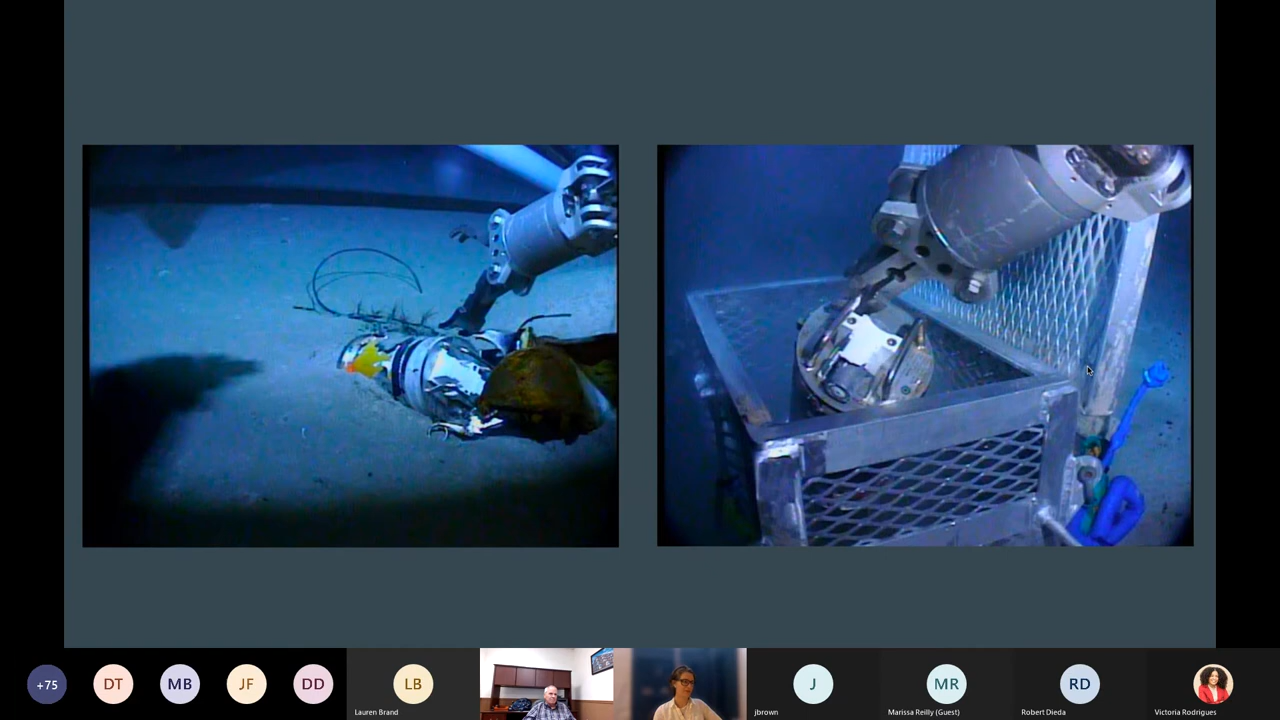 +75
DT
MB
JF
DD
LB
Lauren Brand
J
jbrown
MR
Marissa Reilly (Guest)
RD
Robert Dieda
Victoria Rodrigues